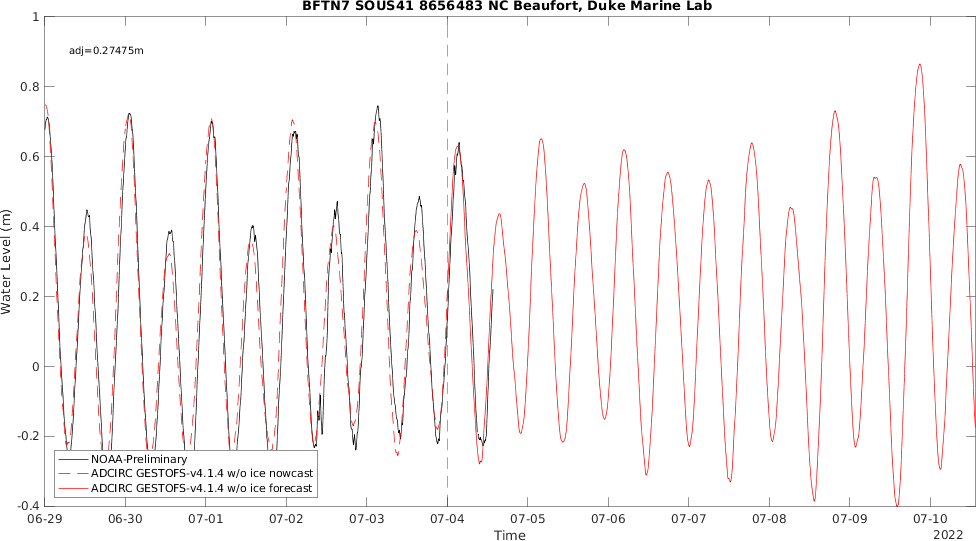 BFTN7 SOUS41 8656483 NC Beaufort, Duke Marine Lab
adj=0.27475m
Water Level (m)
1
0.8
0.6
0.4
0.2
0
-0.2
-0.4
NOAA-Preliminary
ADCIRC GESTOFS-v4.1.4 w/o ice nowcast
ADCIRC GESTOFS-v4.1.4 w/o ice forecast
06-29 06-30 07-01 07-02 07-03 07-04 07-05 07-06 07-07 07-08 07-09 07-10
Time
2022